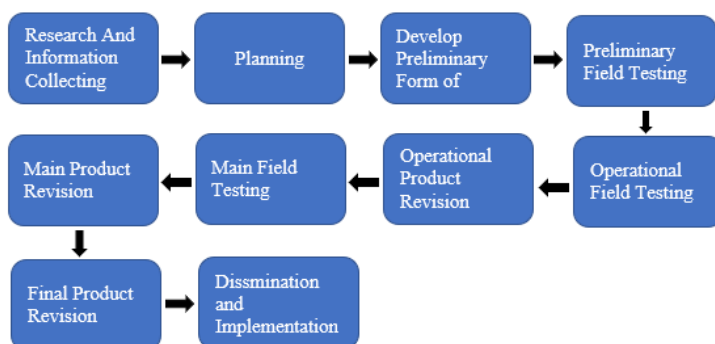 Research And
Information
Collecting
Planning
Develop
Preliminary
Form of
Preliminary
Field Testing
Operational
Field Testing
Operational
Product
Revision
Main Field
Testing
Main Product
Revision
Final Product
Revision
Dissmination
and
Implementation